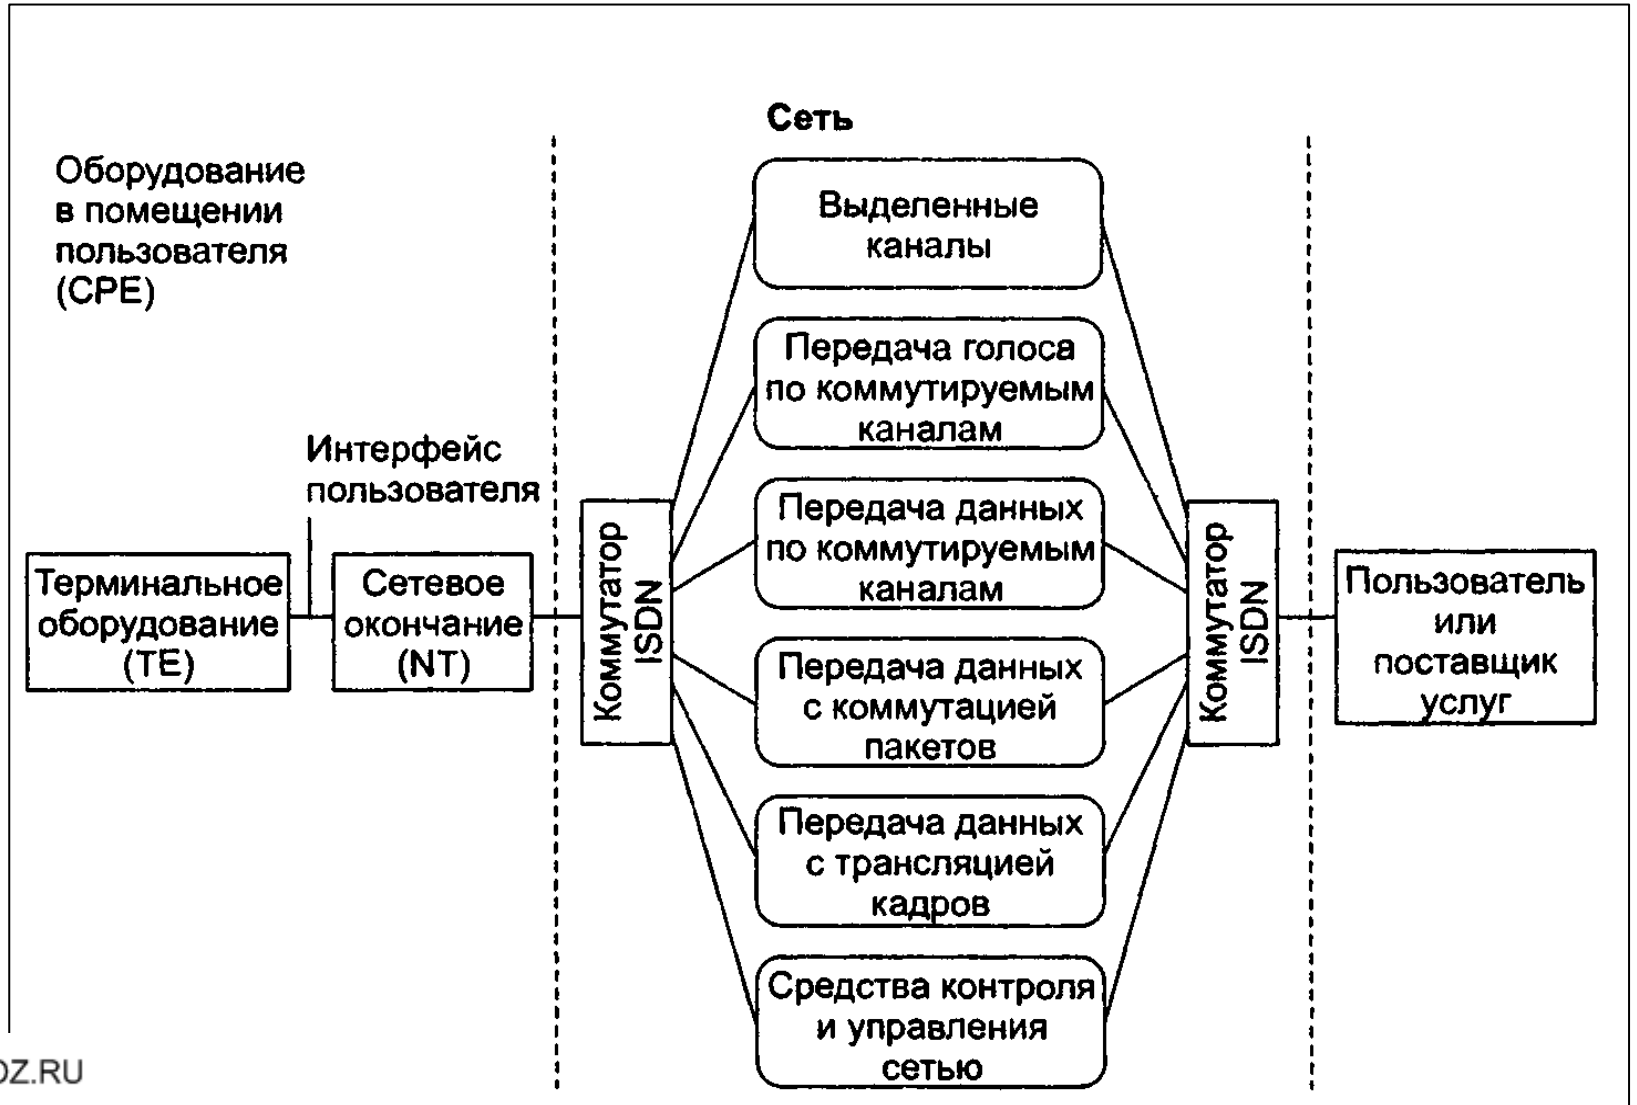 Сеть
Оборудование
в помещении
пользователя
(CPE)
Интерфейс
пользователя
Терминальное
оборудование
(TE)
Сетевое
окончание
(NT)
Коммутатор
ISDN
Выделенные
каналы
Передача голоса
по коммутируемым
каналам
Передача данных
по коммутируемым
каналам
Передача данных
с коммутацией
пакетов
Передача данных
с трансляцией
кадров
Средства контроля
и управления
сетью
Коммутатор
ISDN
Пользователь
или
поставщик
услуг
OZ.RU